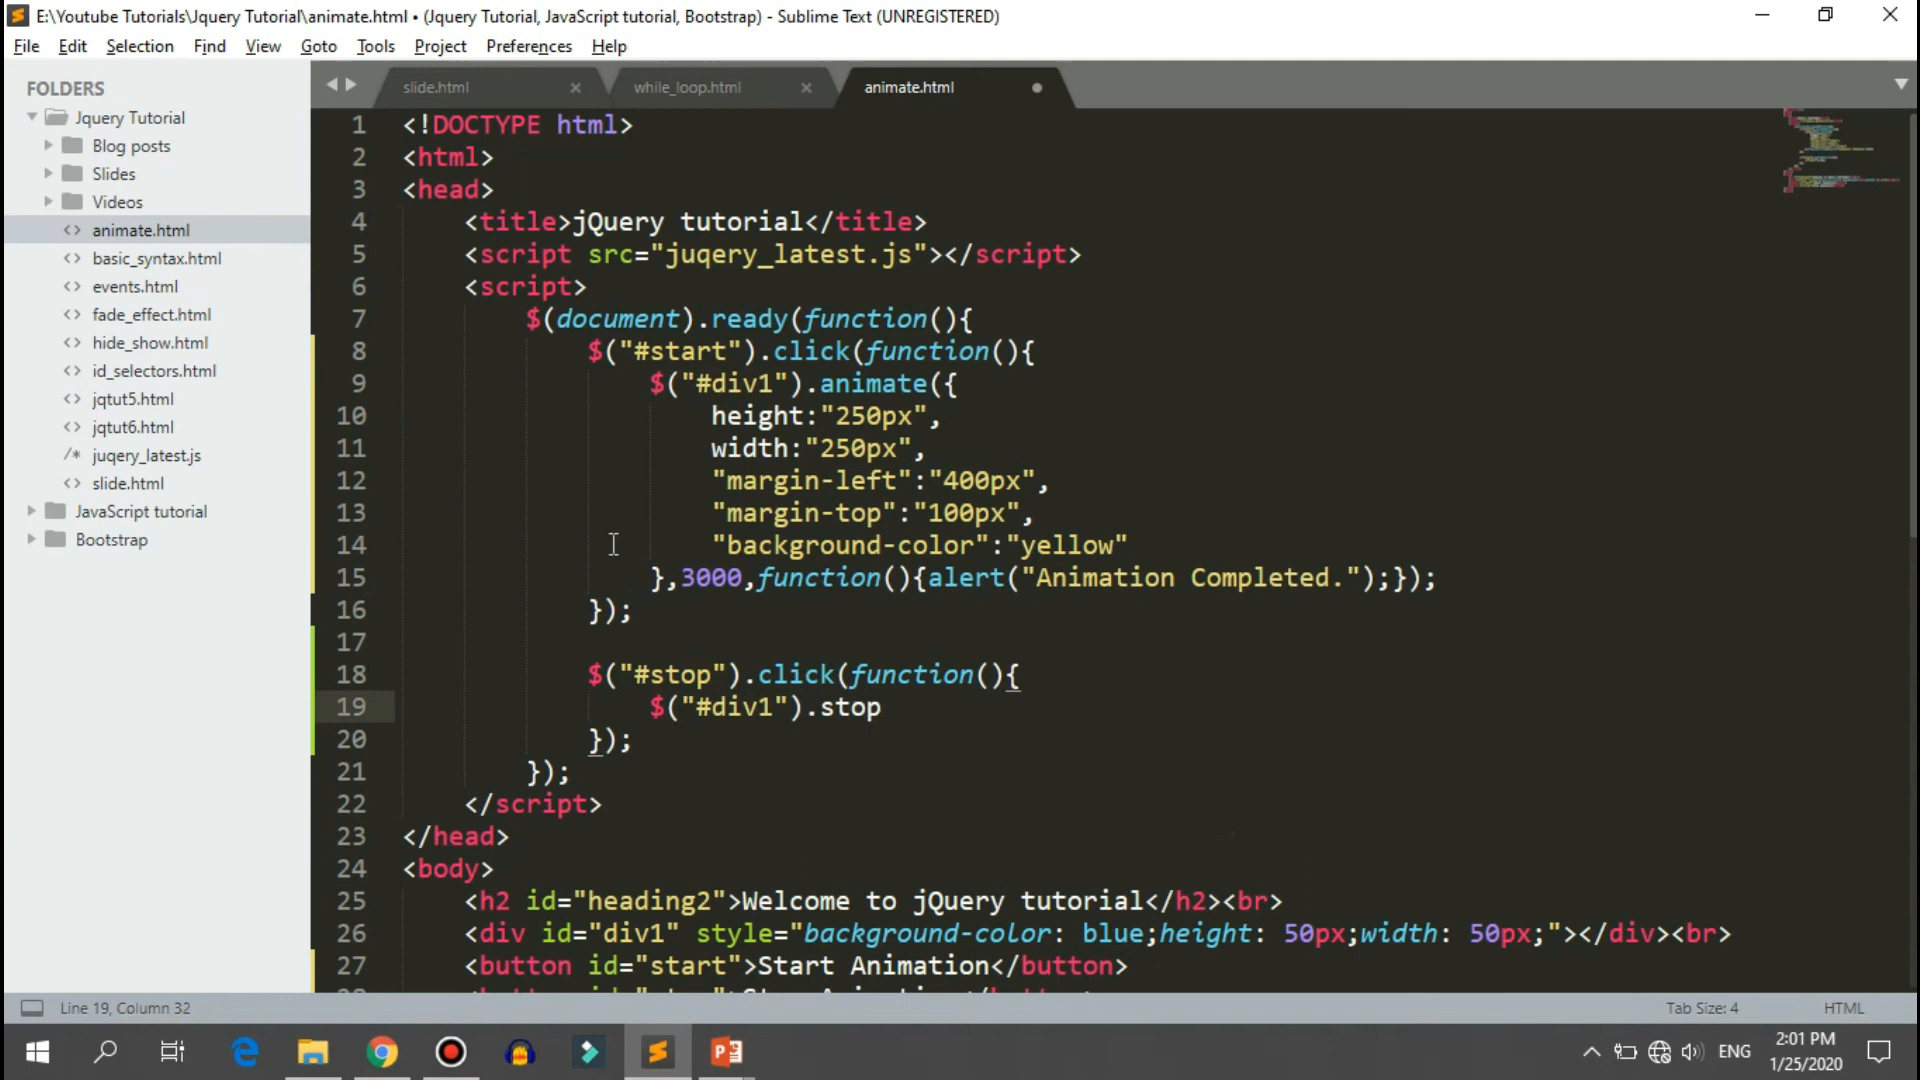 E:\Youtube Tutorials\Jquery Tutorial\animate.html • (Jquery Tutorial, JavaScript tutorial, Bootstrap) - Sublime Text (UNREGISTERED)
File Edit Selection Find View Goto Tools Project Preferences Help
FOLDERS
Jquery Tutorial
Blog posts
Slides
Videos
animate.html
basic_syntax.html
events.html
fade_effect.html
hide_show.html
id_selectors.html
jqtut5.html
jqtut6.html
/* juqery_latest.js
slide.html
JavaScript tutorial
Bootstrap
slide.html × while_loop.html × animate.html
1 <!DOCTYPE html>
2 <html>
3 <head>
4 <title>jQuery tutorial</title>
5 <script src="juqery_latest.js"></script>
6 <script>
7 $(document).ready(function(){
8 $("#start").click(function(){
9 $("#div1").animate({
10 height:"250px",
11 width:"250px",
12 "margin-left":"400px",
13 "margin-top":"100px",
14 "background-color":"yellow"
15 },3000,function(){alert("Animation Completed.");});
16 });
17
18 $("#stop").click(function(){
19 $("#div1").stop
20 });
21 });
22 </script>
23 </head>
24 <body>
25 <h2 id="heading2">Welcome to jQuery tutorial</h2><br>
26 <div id="div1" style="background-color: blue;height: 50px;width: 50px;"></div><br>
27 <button id="start">Start Animation</button>
Line 19, Column 32 Tab Size: 4 HTML
ENG 2:01 PM
1/25/2020